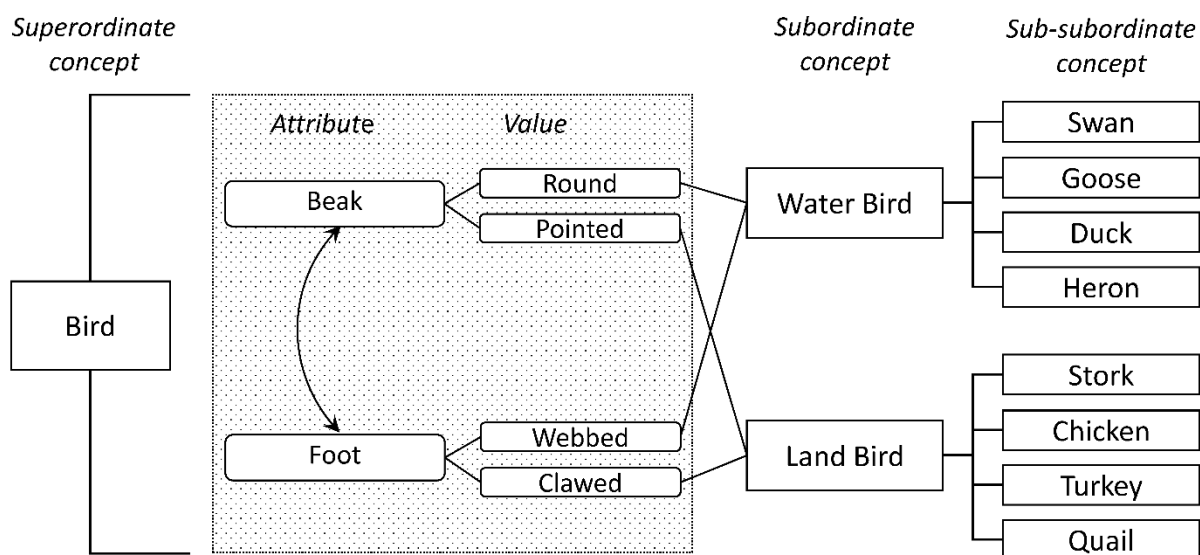 Superordinate
concept
Subordinate
concept
Sub-subordinate
concept
Attribute
Value
Bird
Beak
Round
Pointed
Foot
Webbed
Clawed
Water Bird
Land Bird
Swan
Goose
Duck
Heron
Stork
Chicken
Turkey
Quail